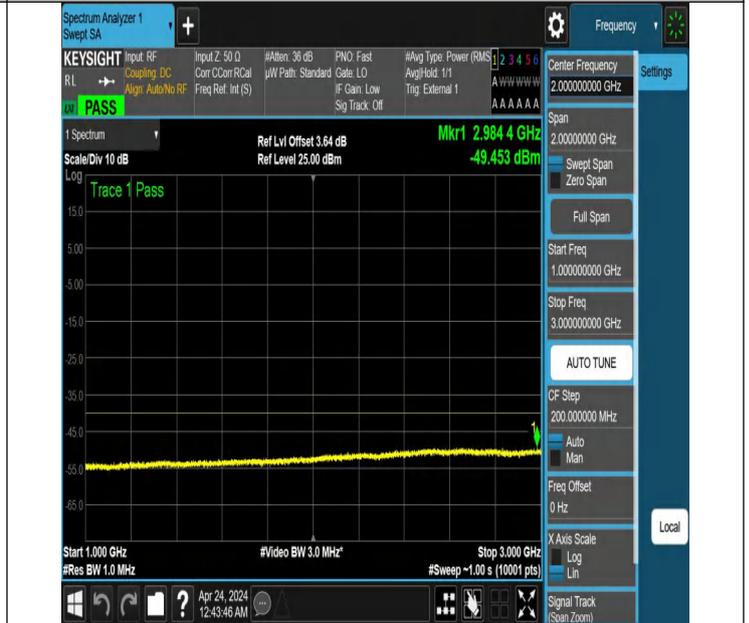 Spectrum Analyzer 1
Swept SA
+
Frequency
KEYSIGHT
RL
PASS
Input: RF
Coupling: DC
Align: Auto/No RF
Input Z: 50 Ω
Corr CCorr RCal
Freq Ref: Int (S)
#Atten: 36 dB
µW Path: Standard
PNO: Fast
Gate: LO
IF Gain: Low
Sig Track: Off
#Avg Type: Power (RMS
Avg|Hold: 1/1
Trig: External 1
1 2 3 4 5 6
A W W W W W
A A A A A A
1 Spectrum
Scale/Div 10 dB
Ref Lvl Offset 3.64 dB
Ref Level 25.00 dBm
Mkr1 2.984 4 GHz
-49.453 dBm
Log
Trace 1 Pass
15.0
5.00
-5.00
-15.0
-25.0
-35.0
-45.0
-55.0
-65.0
1
Start 1.000 GHz
#Res BW 1.0 MHz
#Video BW 3.0 MHz*
Stop 3.000 GHz
#Sweep ~1.00 s (10001 pts)
Center Frequency
2.000000000 GHz
Settings
Span
2.00000000 GHz
Swept Span
Zero Span
Full Span
Start Freq
1.000000000 GHz
Stop Freq
3.000000000 GHz
AUTO TUNE
CF Step
200.000000 MHz
Auto
Man
Freq Offset
0 Hz
Local
X Axis Scale
Log
Lin
Signal Track
(Span Zoom)
?
Apr 24, 2024
12:43:46 AM